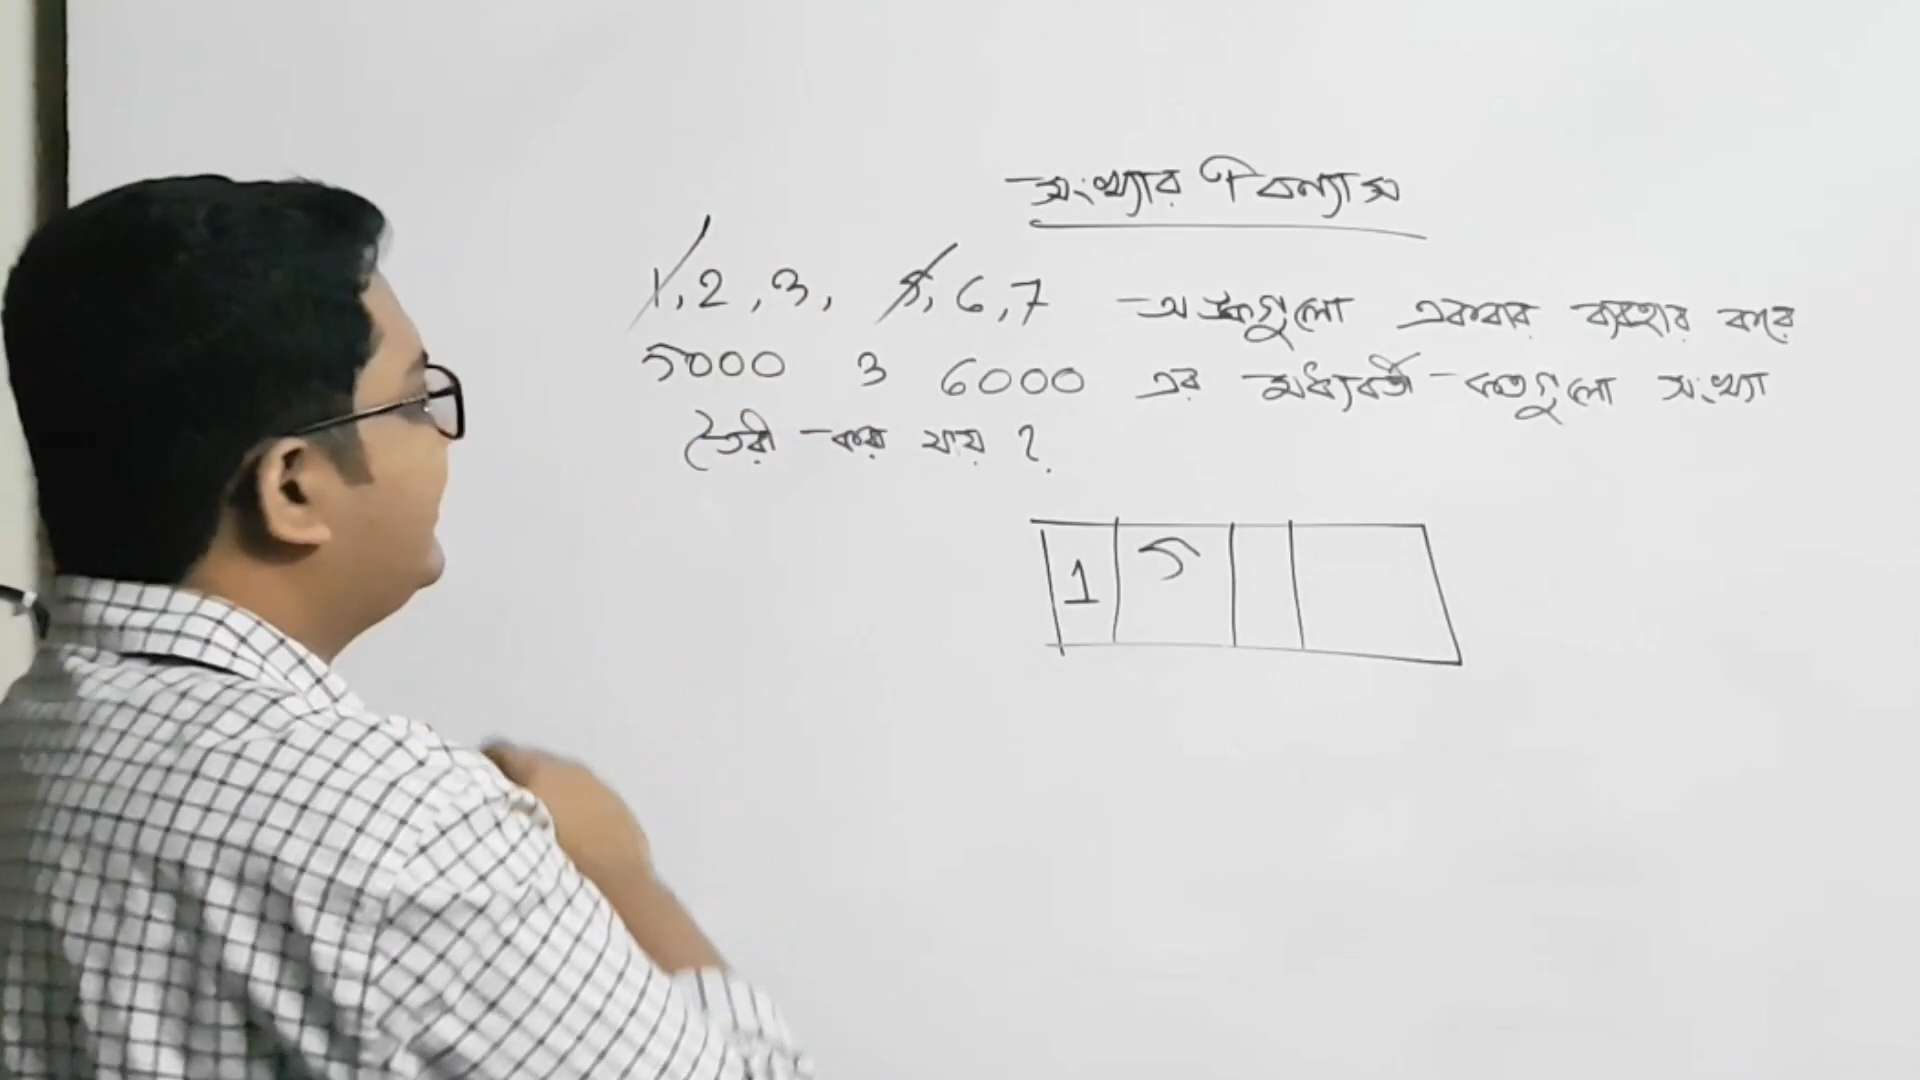 সংখ্যার বিন্যাস
1, 2, 3, 5, 6, 7 অঙ্কগুলো একবার ব্যবহার করে
5000 ও 6000 এর মধ্যবর্তী কতগুলো সংখ্যা
তৈরী করা যায় ?
1 5